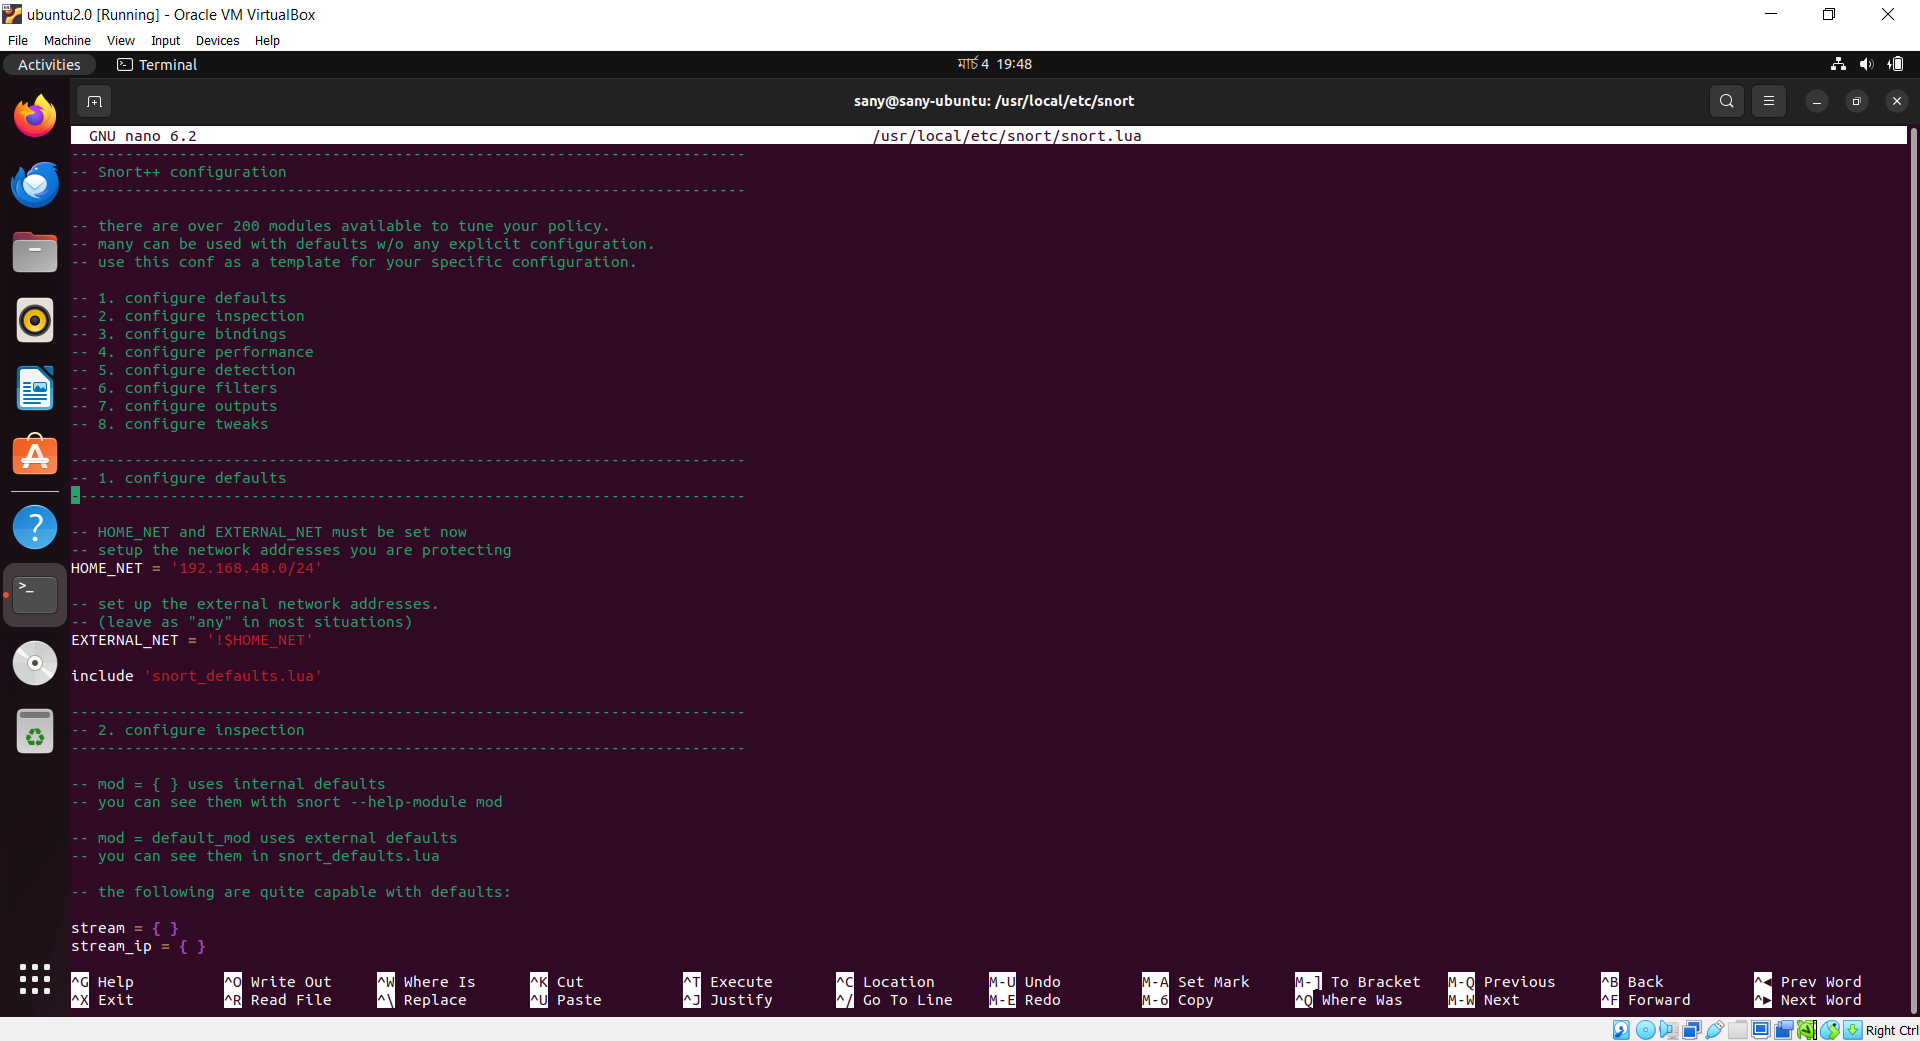 ubuntu2.0 [Running] - Oracle VM VirtualBox
File Machine View Input Devices Help
Activities Terminal মার্চ 4 19:48
sany@sany-ubuntu: /usr/local/etc/snort
GNU nano 6.2 /usr/local/etc/snort/snort.lua
---------------------------------------------------------------------------
-- Snort++ configuration
---------------------------------------------------------------------------
-- there are over 200 modules available to tune your policy.
-- many can be used with defaults w/o any explicit configuration.
-- use this conf as a template for your specific configuration.
-- 1. configure defaults
-- 2. configure inspection
-- 3. configure bindings
-- 4. configure performance
-- 5. configure detection
-- 6. configure filters
-- 7. configure outputs
-- 8. configure tweaks
---------------------------------------------------------------------------
-- 1. configure defaults
---------------------------------------------------------------------------
-- HOME_NET and EXTERNAL_NET must be set now
-- setup the network addresses you are protecting
HOME_NET = '192.168.48.0/24'
-- set up the external network addresses.
-- (leave as "any" in most situations)
EXTERNAL_NET = '!$HOME_NET'
include 'snort_defaults.lua'
---------------------------------------------------------------------------
-- 2. configure inspection
---------------------------------------------------------------------------
-- mod = { } uses internal defaults
-- you can see them with snort --help-module mod
-- mod = default_mod uses external defaults
-- you can see them in snort_defaults.lua
-- the following are quite capable with defaults:
stream = { }
stream_ip = { }
^G Help ^O Write Out ^W Where Is ^K Cut ^T Execute ^C Location M-U Undo M-A Set Mark M-] To Bracket M-Q Previous ^B Back ^◄ Prev Word
^X Exit ^R Read File ^\ Replace ^U Paste ^J Justify ^/ Go To Line M-E Redo M-6 Copy ^Q Where Was M-W Next ^F Forward ^► Next Word
Right Ctrl